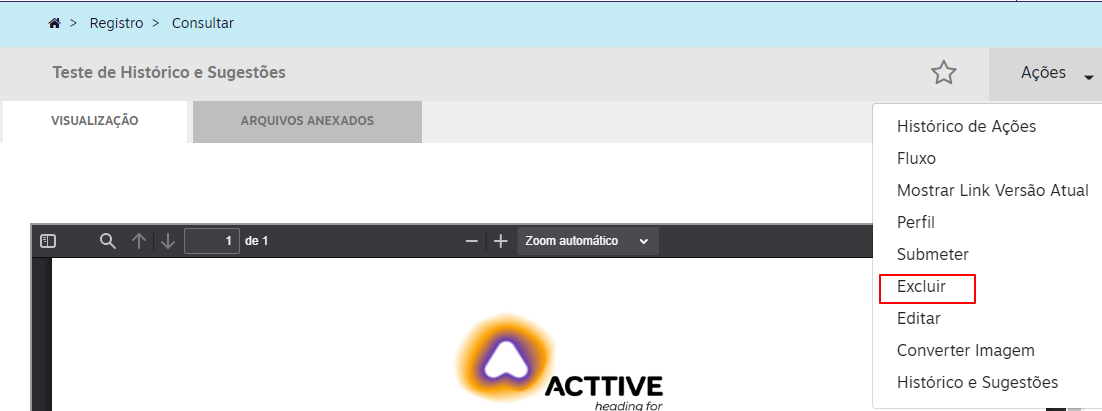 > Registro > Consultar
Teste de Histórico e Sugestões
Ações
VISUALIZAÇÃO
ARQUIVOS ANEXADOS
Histórico de Ações
Fluxo
Mostrar Link Versão Atual
Perfil
Submeter
Excluir
Editar
Converter Imagem
Histórico e Sugestões
1 de 1
Zoom automático
ACTTIVE
heading for